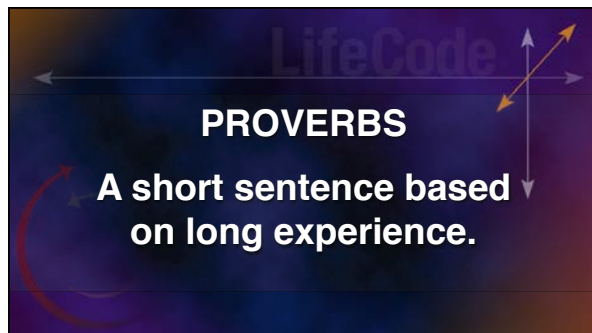 LifeCode
PROVERBS
A short sentence based
on long experience.